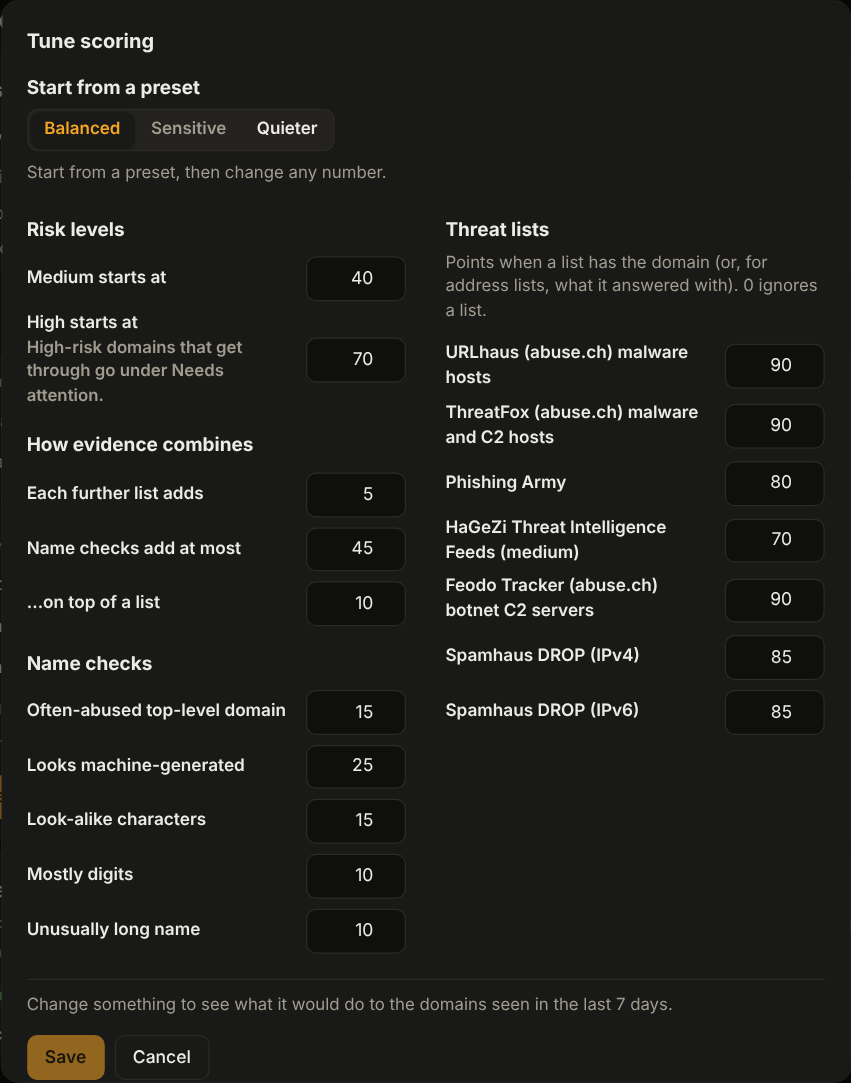 Tune scoring
Start from a preset
Balanced Sensitive Quieter
Start from a preset, then change any number.
Risk levels
Medium starts at 40
High starts at
High-risk domains that get
through go under Needs
attention.
70
How evidence combines
Each further list adds 5
Name checks add at most 45
...on top of a list 10
Name checks
Often-abused top-level domain 15
Looks machine-generated 25
Look-alike characters 15
Mostly digits 10
Unusually long name 10
Threat lists
Points when a list has the domain (or, for
address lists, what it answered with). 0 ignores
a list.
URLhaus (abuse.ch) malware
hosts
90
ThreatFox (abuse.ch) malware
and C2 hosts
90
Phishing Army 80
HaGeZi Threat Intelligence
Feeds (medium)
70
Feodo Tracker (abuse.ch)
botnet C2 servers
90
Spamhaus DROP (IPv4) 85
Spamhaus DROP (IPv6) 85
Change something to see what it would do to the domains seen in the last 7 days.
Save Cancel